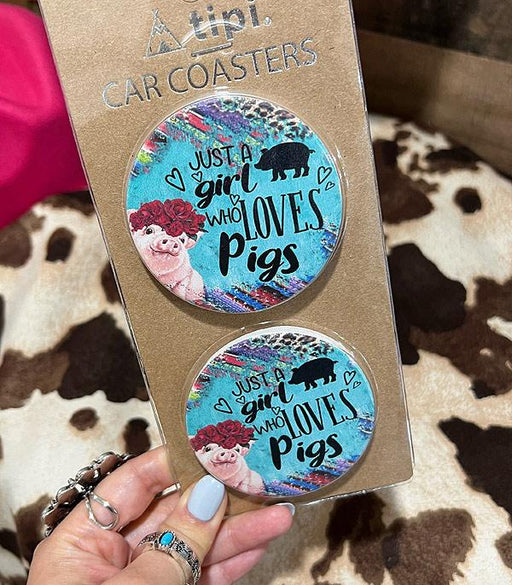 tipi.
CAR COASTERS
JUST A
girl
WHO LOVES
Pigs
JUST A
girl
WHO LOVES
Pigs